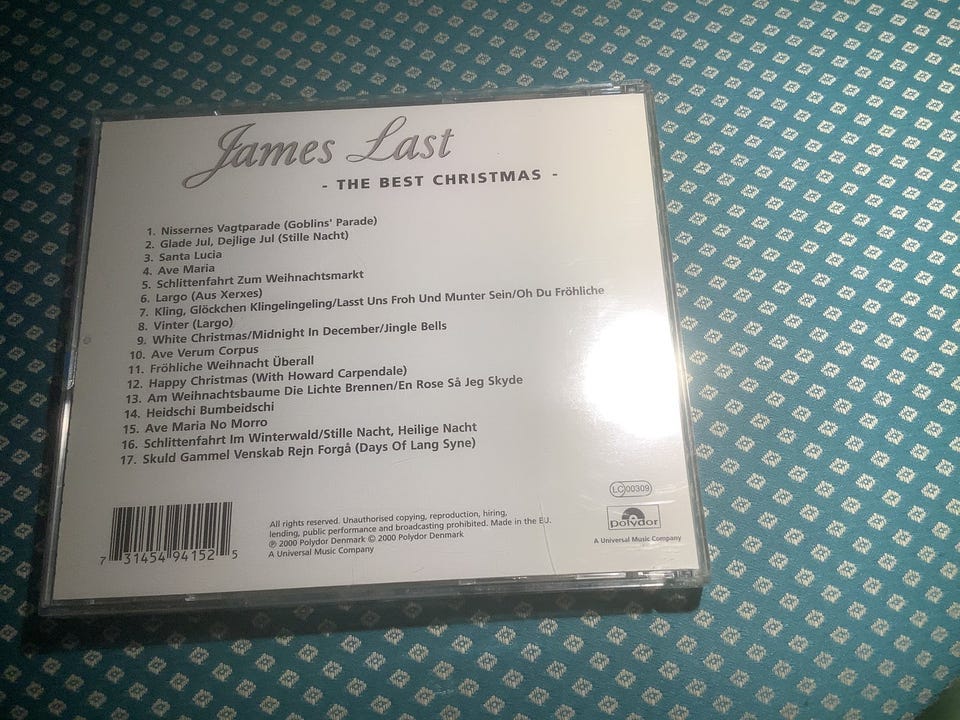 James Last
- THE BEST CHRISTMAS -
1. Nissernes Vagtparade (Goblins' Parade)
2. Glade Jul, Dejlige Jul (Stille Nacht)
3. Santa Lucia
4. Ave Maria
5. Schlittenfahrt Zum Weihnachtsmarkt
6. Largo (Aus Xerxes)
7. Kling, Glöckchen Klingelingeling/Lasst Uns Froh Und Munter Sein/Oh Du Fröhliche
8. Vinter (Largo)
9. White Christmas/Midnight In December/Jingle Bells
10. Ave Verum Corpus
11. Fröhliche Weihnacht Überall
12. Happy Christmas (With Howard Carpendale)
13. Am Weihnachtsbaume Die Lichte Brennen/En Rose Så Jeg Skyde
14. Heidschi Bumbeidschi
15. Ave Maria No Morro
16. Schlittenfahrt Im Winterwald/Stille Nacht, Heilige Nacht
17. Skuld Gammel Venskab Rejn Forgå (Days Of Lang Syne)
7 31454 94152 5
All rights reserved. Unauthorised copying, reproduction, hiring,
lending, public performance and broadcasting prohibited. Made in the EU.
℗ 2000 Polydor Denmark © 2000 Polydor Denmark
A Universal Music Company
LC 00309
polydor
A Universal Music Company